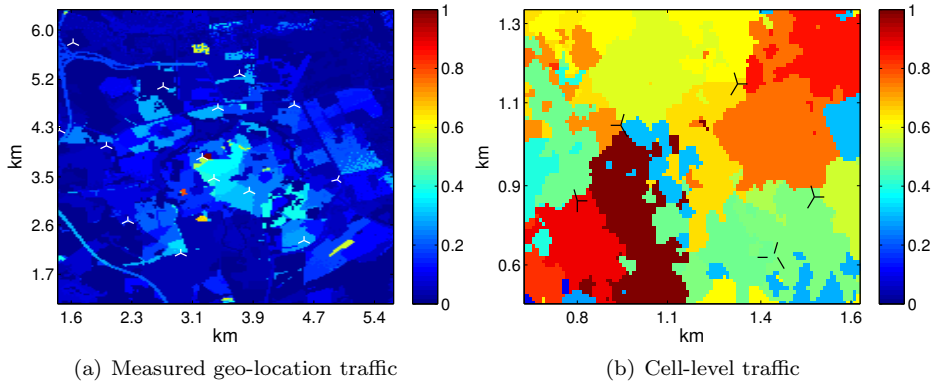 6.0
5.2
4.3
3.5
2.6
1.7
km
1.6 2.3 3.1 3.9 4.7 5.4
km
1
0.8
0.6
0.4
0.2
0
(a) Measured geo-location traffic
1.3
1.1
0.9
0.6
km
0.8 1.1 1.4 1.6
km
1
0.8
0.6
0.4
0.2
0
(b) Cell-level traffic